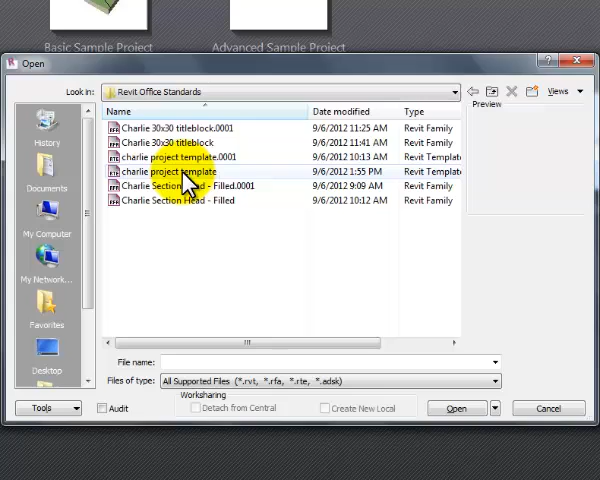 Basic Sample Project Advanced Sample Project
Open
Look in: Revit Office Standards Views
Name Date modified Type Preview
Charlie 30x30 titleblock.0001 9/6/2012 11:25 AM Revit Family
Charlie 30x30 titleblock 9/6/2012 11:41 AM Revit Family
charlie project template.0001 9/6/2012 10:13 AM Revit Template
charlie project template 9/6/2012 1:55 PM Revit Template
Charlie Section Head - Filled.0001 9/6/2012 9:09 AM Revit Family
Charlie Section Head - Filled 9/6/2012 10:12 AM Revit Family
History
Documents
My Computer
My Network...
Favorites
Desktop
File name:
Files of type: All Supported Files (*.rvt, *.rfa, *.rte, *.adsk)
Worksharing
Tools Audit Detach from Central Create New Local Open Cancel